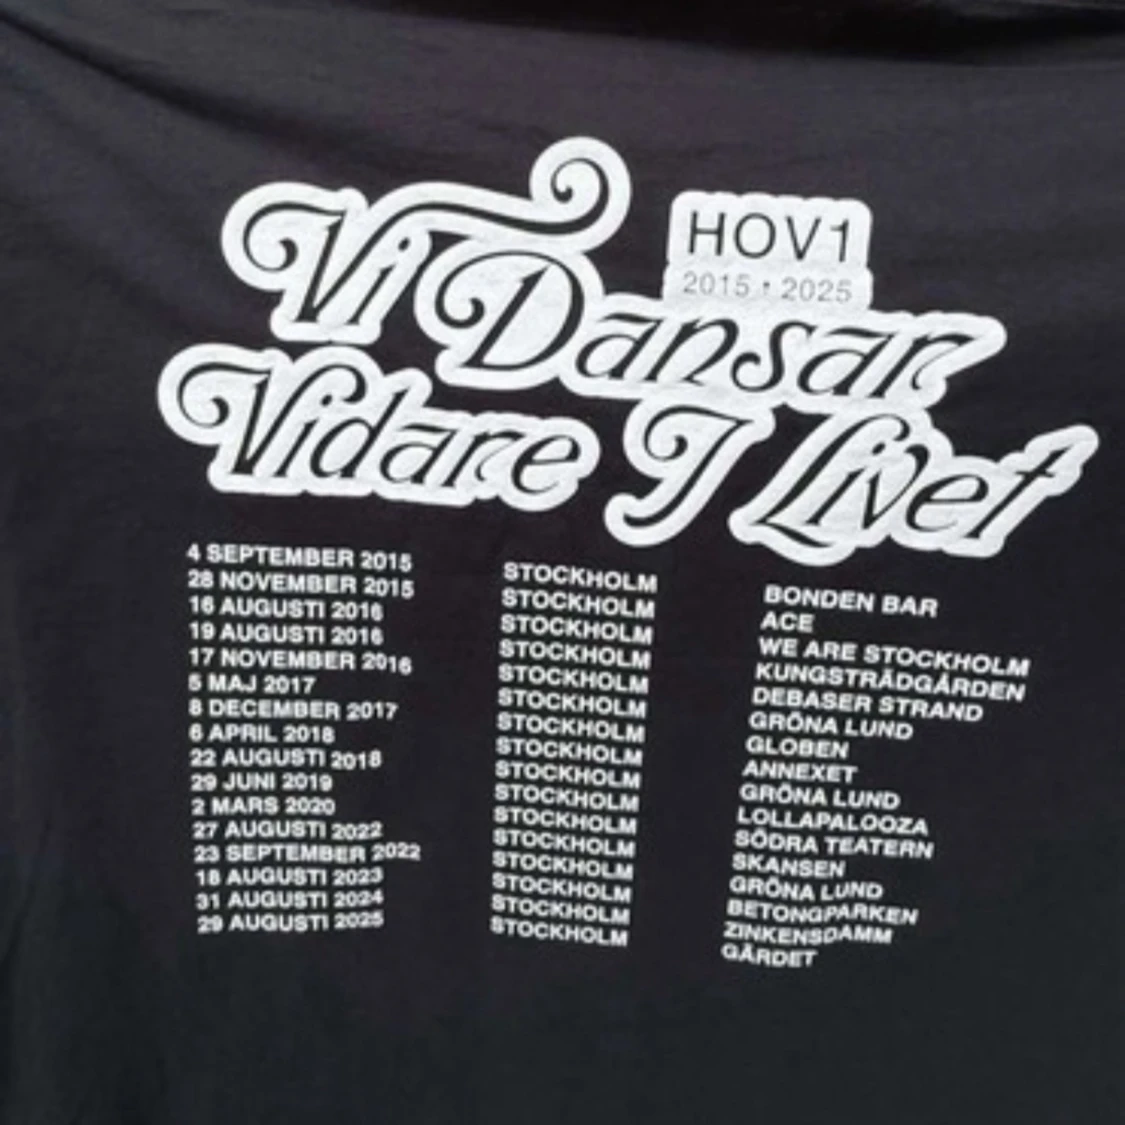 Vi Dansar
HOV1
2015 • 2025
Vidare I Livet
4 SEPTEMBER 2015 STOCKHOLM BONDEN BAR
28 NOVEMBER 2015 STOCKHOLM ACE
16 AUGUSTI 2016 STOCKHOLM WE ARE STOCKHOLM
19 AUGUSTI 2016 STOCKHOLM KUNGSTRÄDGÅRDEN
17 NOVEMBER 2016 STOCKHOLM DEBASER STRAND
5 MAJ 2017 STOCKHOLM GRÖNA LUND
8 DECEMBER 2017 STOCKHOLM GLOBEN
6 APRIL 2018 STOCKHOLM ANNEXET
22 AUGUSTI 2018 STOCKHOLM GRÖNA LUND
29 JUNI 2019 STOCKHOLM LOLLAPALOOZA
2 MARS 2020 STOCKHOLM SÖDRA TEATERN
27 AUGUSTI 2022 STOCKHOLM SKANSEN
23 SEPTEMBER 2022 STOCKHOLM GRÖNA LUND
18 AUGUSTI 2023 STOCKHOLM BETONGPARKEN
31 AUGUSTI 2024 STOCKHOLM ZINKENSDAMM
29 AUGUSTI 2025 STOCKHOLM GÄRDET